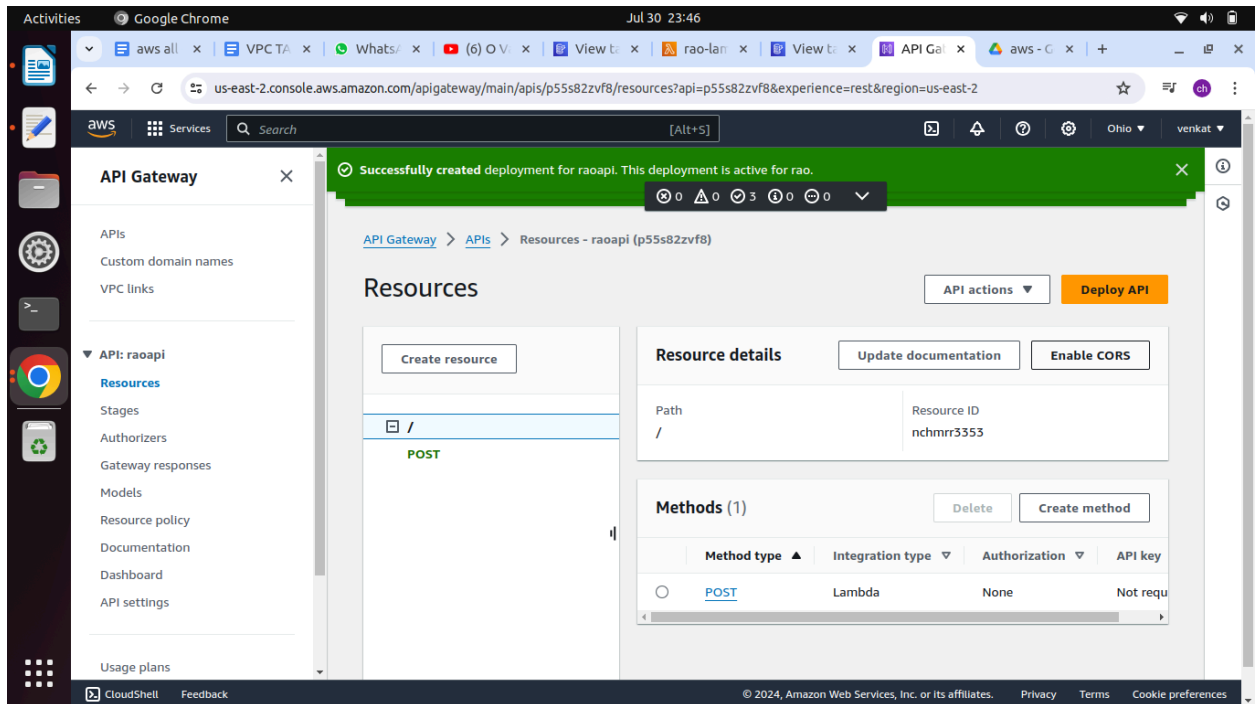 Activities Google Chrome Jul 30 23:46
aws all VPC TA WhatsA (6) O V View ta rao-lam View ta API Gat aws - G
us-east-2.console.aws.amazon.com/apigateway/main/apis/p55s82zvf8/resources?api=p55s82zvf8&experience=rest&region=us-east-2 ch
aws Services Search [Alt+S] Ohio venkat
API Gateway
Successfully created deployment for raoapi. This deployment is active for rao.
0 0 3 0 0
APIs
Custom domain names
VPC links
API: raoapi
Resources
Stages
Authorizers
Gateway responses
Models
Resource policy
Documentation
Dashboard
API settings
Usage plans
API Gateway > APIs > Resources - raoapi (p55s82zvf8)
Resources API actions Deploy API
Create resource
/
POST
Resource details Update documentation Enable CORS
Path Resource ID
/ nchmrr3353
Methods (1) Delete Create method
Method type Integration type Authorization API key
POST Lambda None Not requ
CloudShell Feedback © 2024, Amazon Web Services, Inc. or its affiliates. Privacy Terms Cookie preferences